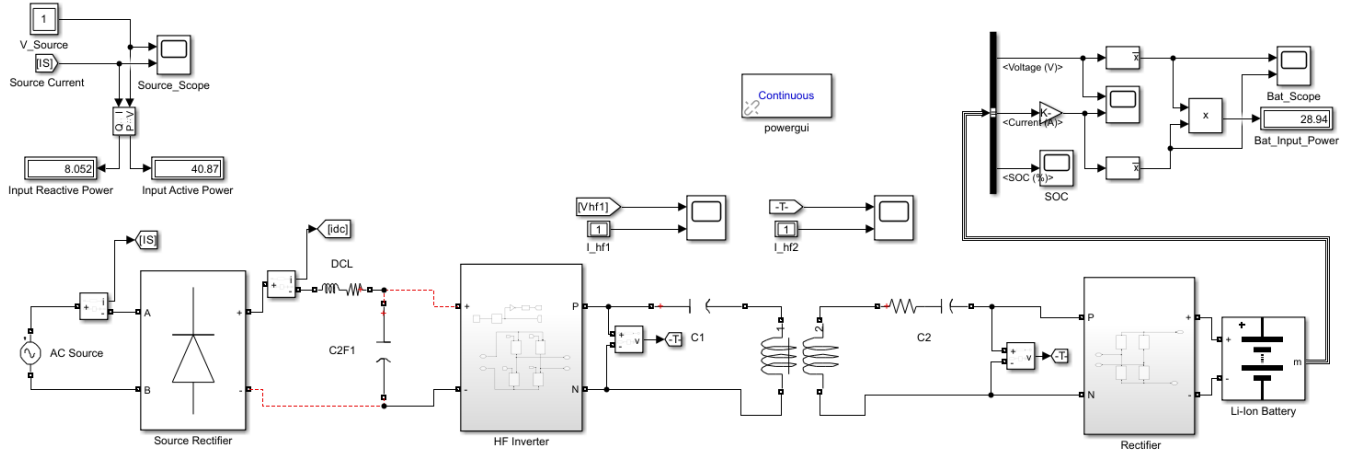 1
V_Source
[IS]
Source Current
Source_Scope
Q I
P V
8.052
Input Reactive Power
40.87
Input Active Power
Continuous
powergui
<Voltage (V)>
<Current (A)>
K-
<SOC (%)>
SOC
x
x
x
Bat_Scope
28.94
Bat_Input_Power
[Vhf1]
1
I_hf1
-T-
1
I_hf2
[IS]
[idc]
+
-
i
+
-
i
DCL
AC Source
A
B
+
-
Source Rectifier
C2F1
+
-
P
N
HF Inverter
+
-
v
-T-
C1
1
2
C2
+
-
v
-T-
P
N
+
-
Rectifier
+
+
-
m
Li-Ion Battery